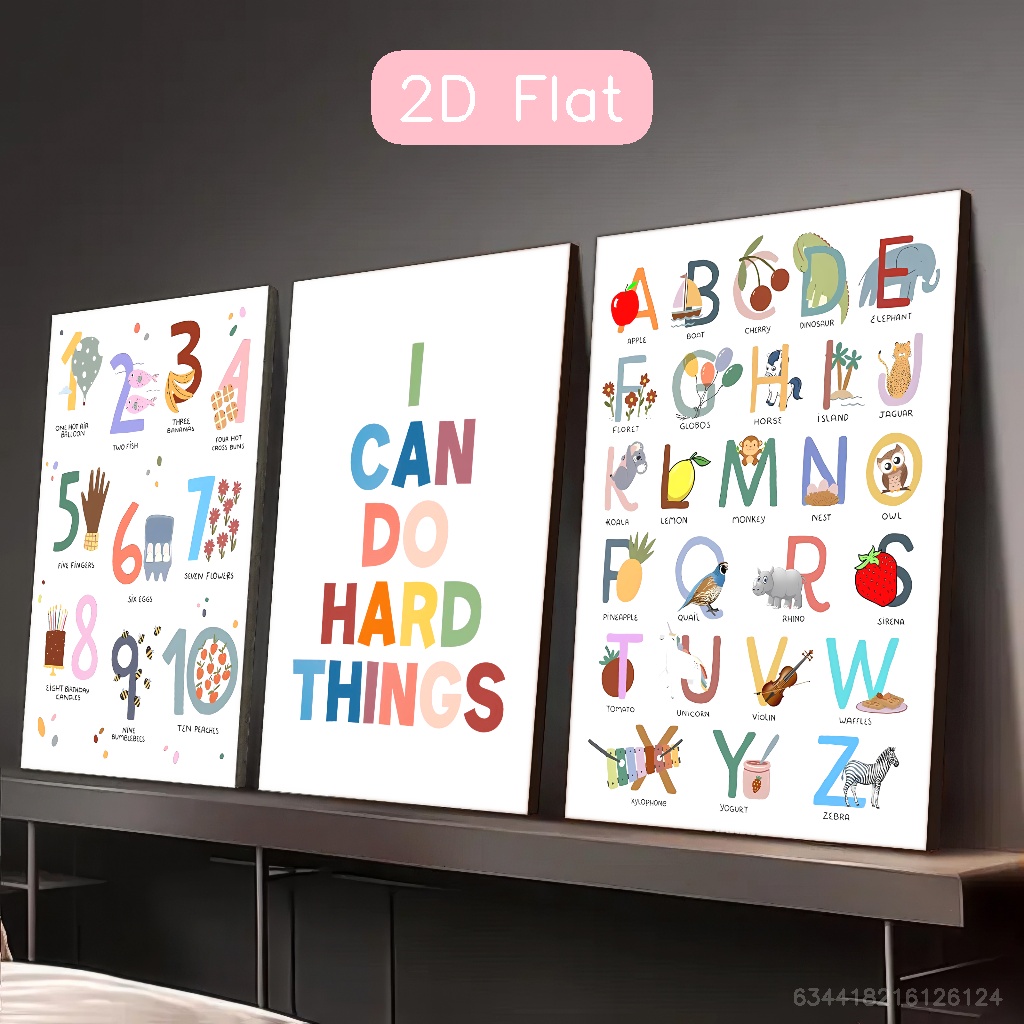 2D Flat
1
2
3
4
ONE HOT AIR
BALLOON
TWO FISH
THREE
BANANAS
FOUR HOT
CROSS BUNS
5
6
7
FIVE FINGERS
SIX EGGS
SEVEN FLOWERS
8
9
10
EIGHT BIRTHDAY
CANDLES
NINE
BUMBLEBEES
TEN PEACHES
I
CAN
DO
HARD
THINGS
A B C D E
APPLE BOAT CHERRY DINOSAUR ELEPHANT
F G H I J
FLORET GLOBOS HORSE ISLAND JAGUAR
K L M N O
KOALA LEMON MONKEY NEST OWL
P Q R S
PINEAPPLE QUAIL RHINO SIRENA
T U V W
TOMATO UNICORN VIOLIN WAFFLES
X Y Z
XYLOPHONE YOGURT ZEBRA
634418216126124